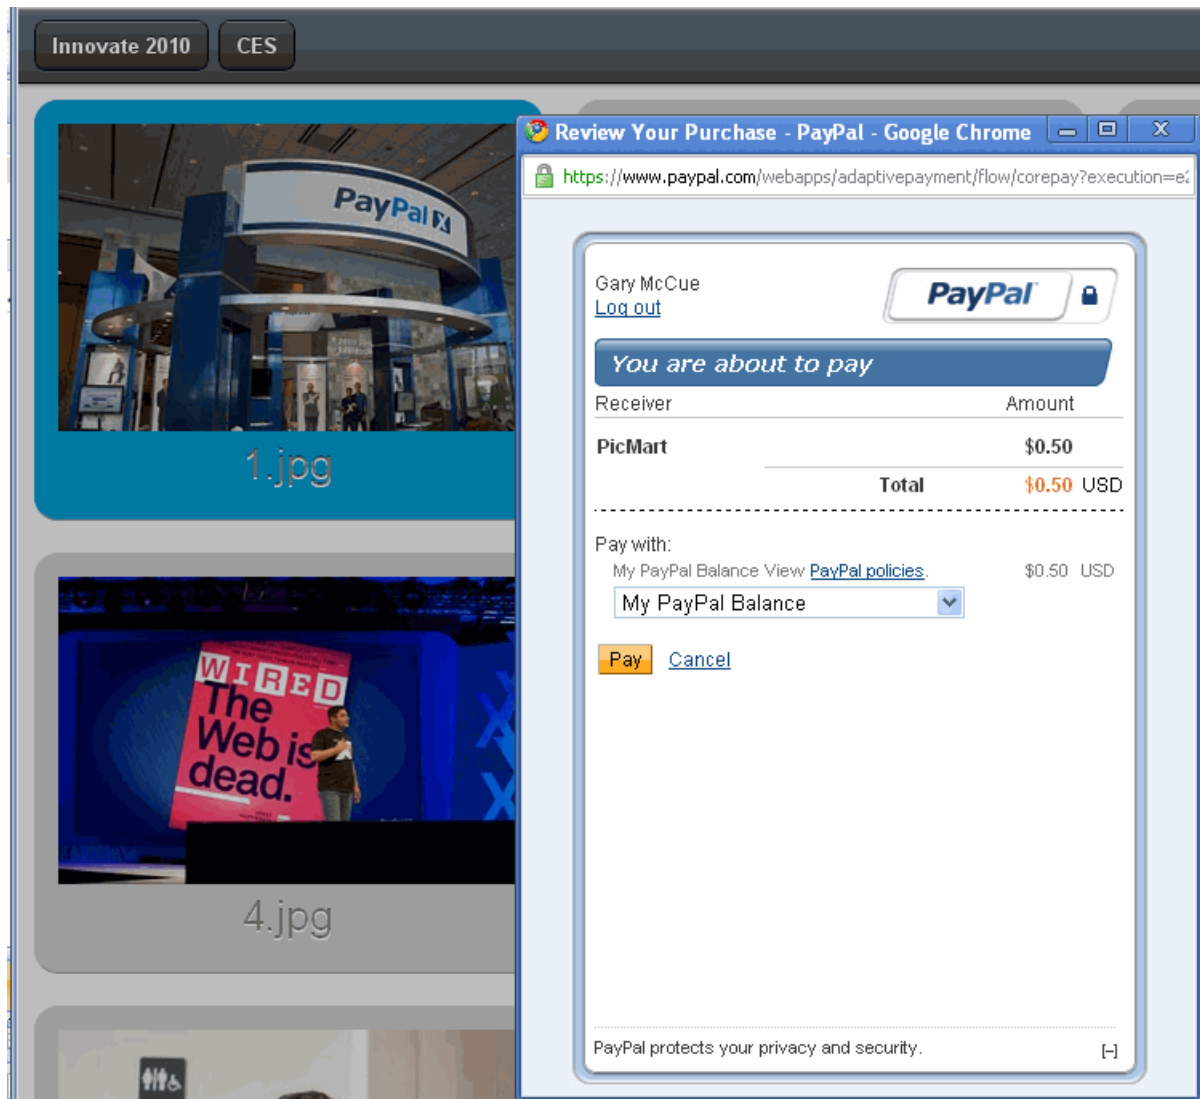 Innovate 2010 CES
PayPal X
1.jpg
WIRED
The
Web is
dead.
4.jpg
Review Your Purchase - PayPal - Google Chrome
https://www.paypal.com/webapps/adaptivepayment/flow/corepay?execution=e2
Gary McCue
Log out
PayPal
You are about to pay
Receiver Amount
PicMart $0.50
Total $0.50 USD
Pay with:
My PayPal Balance View PayPal policies. $0.50 USD
My PayPal Balance
Pay Cancel
PayPal protects your privacy and security. [-]